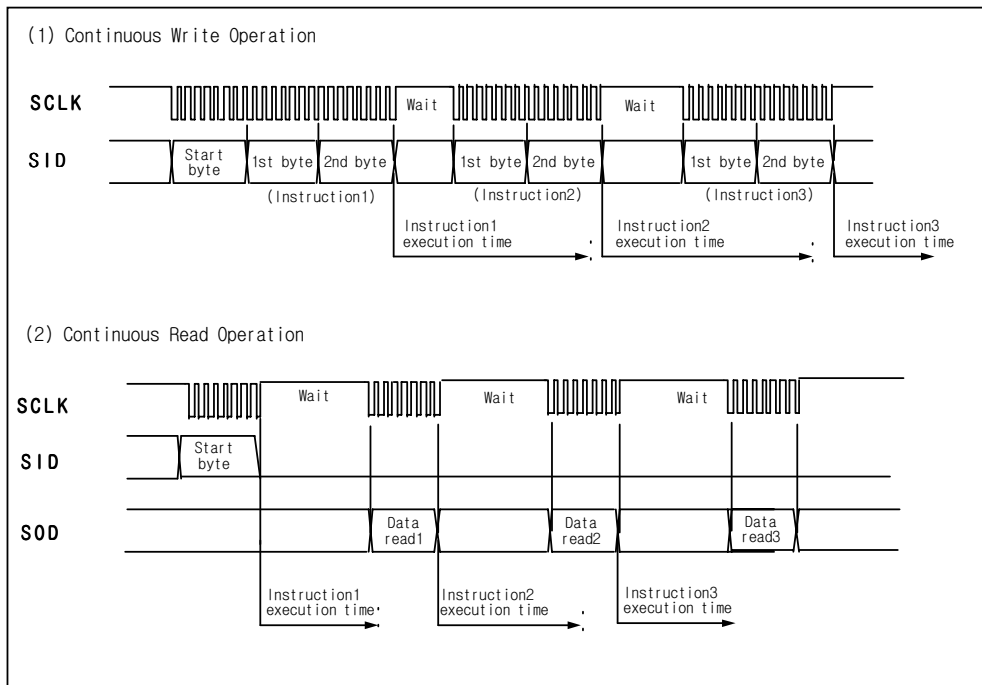 (1) Continuous Write Operation
SCLK
Wait
Wait
SID
Start
byte
1st byte
2nd byte
1st byte
2nd byte
1st byte
2nd byte
(Instruction1)
(Instruction2)
(Instruction3)
Instruction1
execution time
Instruction2
execution time
Instruction3
execution time
(2) Continuous Read Operation
SCLK
Wait
Wait
Wait
SID
Start
byte
SOD
Data
read1
Data
read2
Data
read3
Instruction1
execution time
Instruction2
execution time
Instruction3
execution time